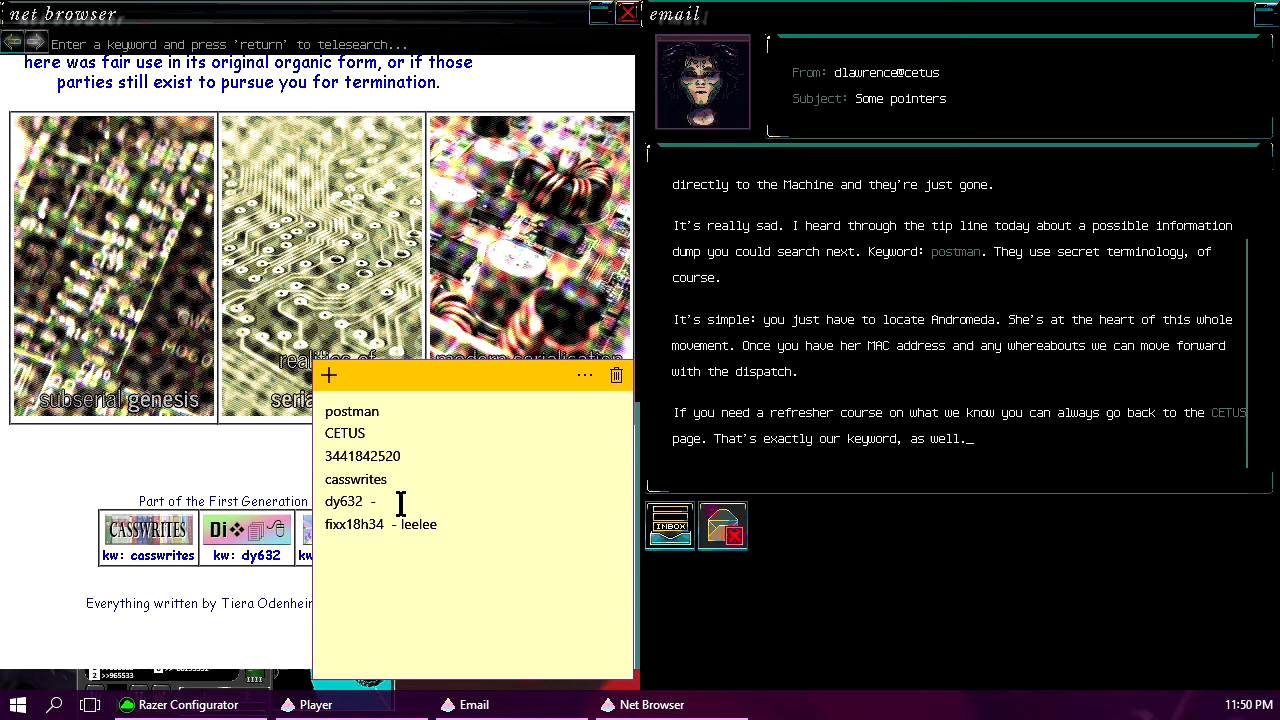 net browser
Enter a keyword and press 'return' to telesearch...
here was fair use in its original organic form, or if those
parties still exist to pursue you for termination.
subserial genesis
realities of
modern serialisation
Part of the First Generation
CASSWRITES
Di
kw: casswrites
kw: dy632
kw
Everything written by Tiera Odenhei
postman
CETUS
3441842520
casswrites
dy632 -
fixx18h34 - leelee
email
From: dlawrence@cetus
Subject: Some pointers
directly to the Machine and they're just gone.
It's really sad. I heard through the tip line today about a possible information
dump you could search next. Keyword: postman. They use secret terminology, of
course.
It's simple: you just have to locate Andromeda. She's at the heart of this whole
movement. Once you have her MAC address and any whereabouts we can move forward
with the dispatch.
If you need a refresher course on what we know you can always go back to the CETUS
page. That's exactly our keyword, as well._
INBOX
2 >>965533
Razer Configurator
Player
Email
Net Browser
11:50 PM